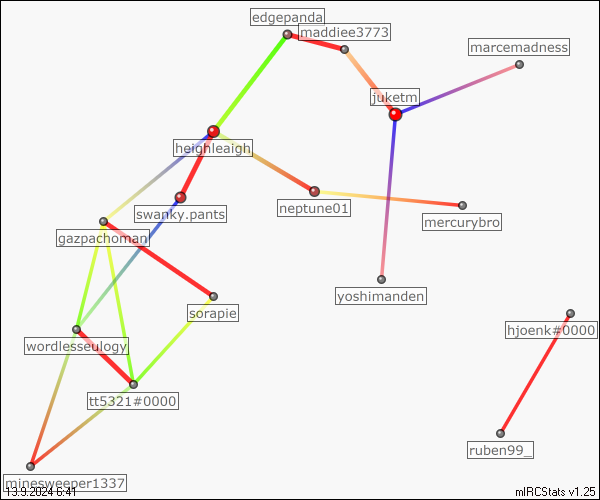 edgepanda
maddiee3773
marcemadness
juketm
heighleaigh
swanky.pants
neptune01
mercurybro
gazpachoman
yoshimanden
sorapie
hjoenk#0000
wordlesseulogy
tt5321#0000
ruben99_
minesweeper1337
13.9.2024 6:41
mIRCStats v1.25